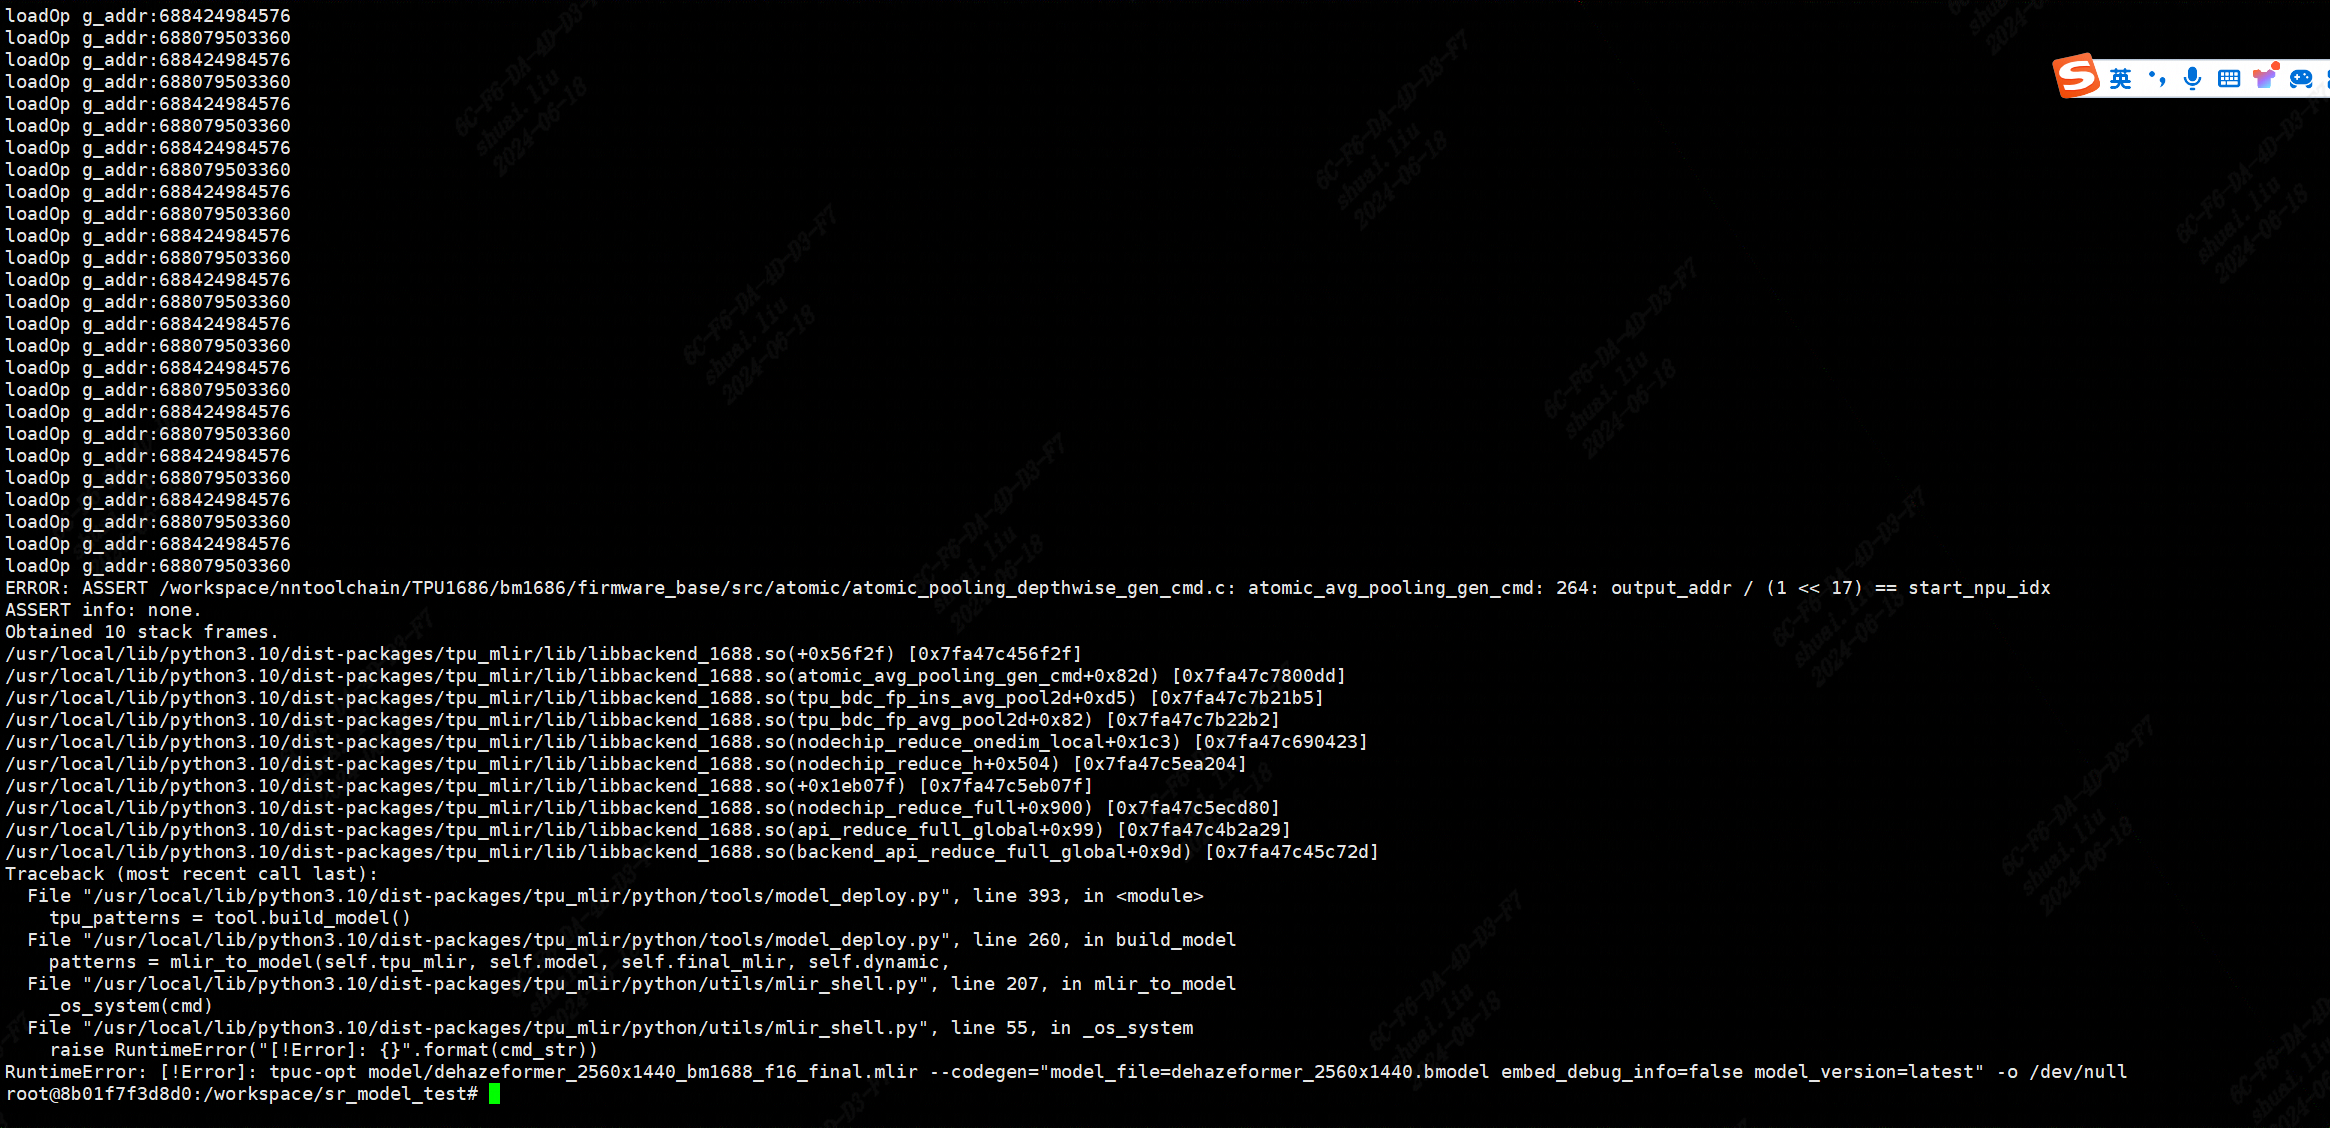 loadOp g_addr:688424984576
loadOp g_addr:688079503360
loadOp g_addr:688424984576
loadOp g_addr:688079503360
loadOp g_addr:688424984576
loadOp g_addr:688079503360
loadOp g_addr:688424984576
loadOp g_addr:688079503360
loadOp g_addr:688424984576
loadOp g_addr:688079503360
loadOp g_addr:688424984576
loadOp g_addr:688079503360
loadOp g_addr:688424984576
loadOp g_addr:688079503360
loadOp g_addr:688424984576
loadOp g_addr:688079503360
loadOp g_addr:688424984576
loadOp g_addr:688079503360
loadOp g_addr:688424984576
loadOp g_addr:688079503360
loadOp g_addr:688424984576
loadOp g_addr:688079503360
loadOp g_addr:688424984576
loadOp g_addr:688079503360
loadOp g_addr:688424984576
loadOp g_addr:688079503360
ERROR: ASSERT /workspace/nntoolchain/TPU1686/bm1686/firmware_base/src/atomic/atomic_pooling_depthwise_gen_cmd.c: atomic_avg_pooling_gen_cmd: 264: output_addr / (1 << 17) == start_npu_idx
ASSERT info: none.
Obtained 10 stack frames.
/usr/local/lib/python3.10/dist-packages/tpu_mlir/lib/libbackend_1688.so(+0x56f2f) [0x7fa47c456f2f]
/usr/local/lib/python3.10/dist-packages/tpu_mlir/lib/libbackend_1688.so(atomic_avg_pooling_gen_cmd+0x82d) [0x7fa47c7800dd]
/usr/local/lib/python3.10/dist-packages/tpu_mlir/lib/libbackend_1688.so(tpu_bdc_fp_ins_avg_pool2d+0xd5) [0x7fa47c7b21b5]
/usr/local/lib/python3.10/dist-packages/tpu_mlir/lib/libbackend_1688.so(tpu_bdc_fp_avg_pool2d+0x82) [0x7fa47c7b22b2]
/usr/local/lib/python3.10/dist-packages/tpu_mlir/lib/libbackend_1688.so(nodechip_reduce_onedim_local+0x1c3) [0x7fa47c690423]
/usr/local/lib/python3.10/dist-packages/tpu_mlir/lib/libbackend_1688.so(nodechip_reduce_h+0x504) [0x7fa47c5ea204]
/usr/local/lib/python3.10/dist-packages/tpu_mlir/lib/libbackend_1688.so(+0x1eb07f) [0x7fa47c5eb07f]
/usr/local/lib/python3.10/dist-packages/tpu_mlir/lib/libbackend_1688.so(nodechip_reduce_full+0x900) [0x7fa47c5ecd80]
/usr/local/lib/python3.10/dist-packages/tpu_mlir/lib/libbackend_1688.so(api_reduce_full_global+0x99) [0x7fa47c4b2a29]
/usr/local/lib/python3.10/dist-packages/tpu_mlir/lib/libbackend_1688.so(backend_api_reduce_full_global+0x9d) [0x7fa47c45c72d]
Traceback (most recent call last):
  File "/usr/local/lib/python3.10/dist-packages/tpu_mlir/python/tools/model_deploy.py", line 393, in <module>
    tpu_patterns = tool.build_model()
  File "/usr/local/lib/python3.10/dist-packages/tpu_mlir/python/tools/model_deploy.py", line 260, in build_model
    patterns = mlir_to_model(self.tpu_mlir, self.model, self.final_mlir, self.dynamic,
  File "/usr/local/lib/python3.10/dist-packages/tpu_mlir/python/utils/mlir_shell.py", line 207, in mlir_to_model
    _os_system(cmd)
  File "/usr/local/lib/python3.10/dist-packages/tpu_mlir/python/utils/mlir_shell.py", line 55, in _os_system
    raise RuntimeError("[!Error]: {}".format(cmd_str))
RuntimeError: [!Error]: tpuc-opt model/dehazeformer_2560x1440_bm1688_f16_final.mlir --codegen="model_file=dehazeformer_2560x1440.bmodel embed_debug_info=false model_version=latest" -o /dev/null
root@8b01f7f3d8d0:/workspace/sr_model_test#
英
6C-F6-DA-4D-D3-F7
shuai.liu
2024-06-18